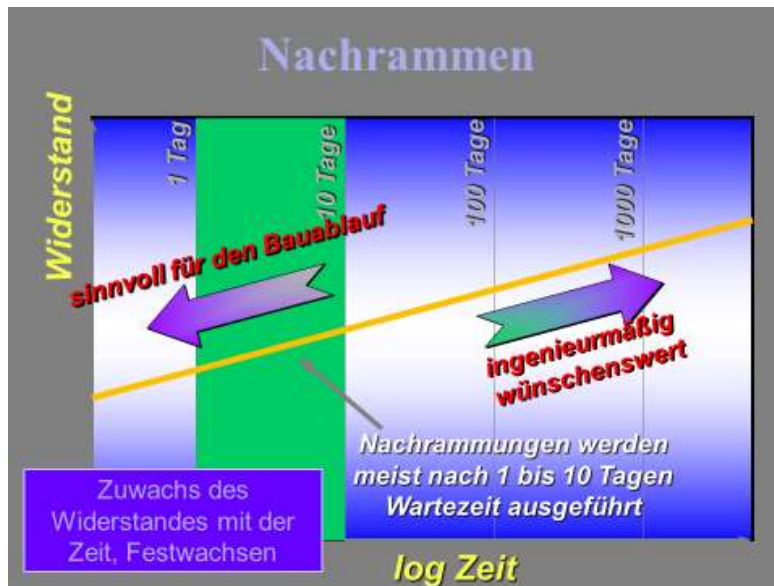 Nachrammen
Widerstand
1 Tag
10 Tage
100 Tage
1000 Tage
sinnvoll für den Bauablauf
ingenieurmäßig
wünschenswert
Nachrammungen werden
meist nach 1 bis 10 Tagen
Wartezeit ausgeführt
Zuwachs des
Widerstandes mit der
Zeit, Festwachsen
log Zeit